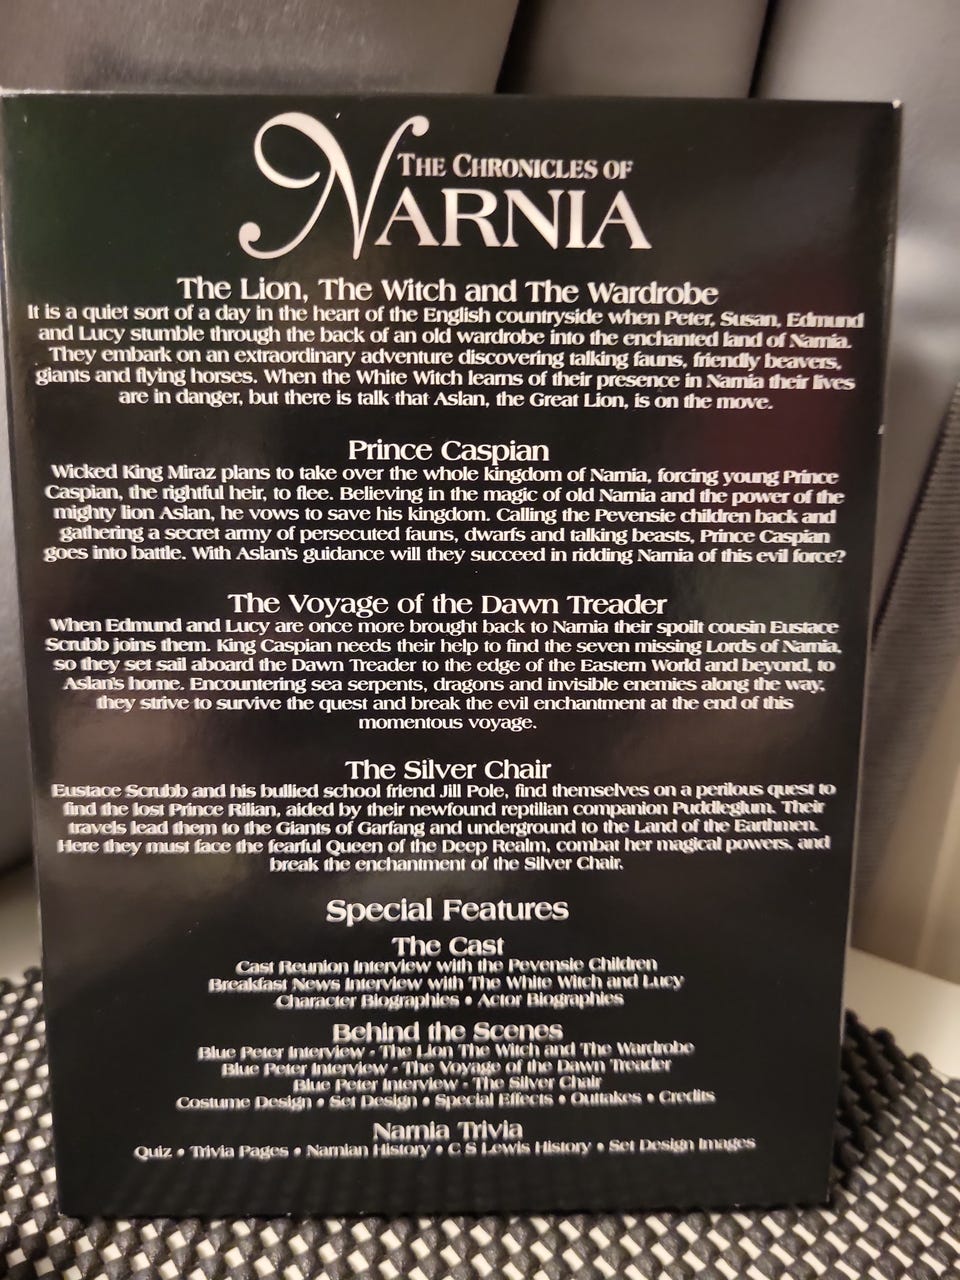 THE CHRONICLES OF
NARNIA
The Lion, The Witch and The Wardrobe
It is a quiet sort of a day in the heart of the English countryside when Peter, Susan, Edmund
and Lucy stumble through the back of an old wardrobe into the enchanted land of Narnia.
They embark on an extraordinary adventure discovering talking fauns, friendly beavers,
giants and flying horses. When the White Witch learns of their presence in Narnia their lives
are in danger, but there is talk that Aslan, the Great Lion, is on the move.
Prince Caspian
Wicked King Miraz plans to take over the whole kingdom of Narnia, forcing young Prince
Caspian, the rightful heir, to flee. Believing in the magic of old Narnia and the power of the
mighty lion Aslan, he vows to save his kingdom. Calling the Pevensie children back and
gathering a secret army of persecuted fauns, dwarfs and talking beasts, Prince Caspian
goes into battle. With Aslan's guidance will they succeed in ridding Narnia of this evil force?
The Voyage of the Dawn Treader
When Edmund and Lucy are once more brought back to Narnia their spoilt cousin Eustace
Scrubb joins them. King Caspian needs their help to find the seven missing Lords of Narnia,
so they set sail aboard the Dawn Treader to the edge of the Eastern World and beyond, to
Aslan's home. Encountering sea serpents, dragons and invisible enemies along the way,
they strive to survive the quest and break the evil enchantment at the end of this
momentous voyage.
The Silver Chair
Eustace Scrubb and his bullied school friend Jill Pole, find themselves on a perilous quest to
find the lost Prince Rilian, aided by their newfound reptilian companion Puddleglum. Their
travels lead them to the Giants of Garfang and underground to the Land of the Earthmen.
Here they must face the fearful Queen of the Deep Realm, combat her magical powers, and
break the enchantment of the Silver Chair.
Special Features
The Cast
Cast Reunion Interview with the Pevensie Children
Breakfast News Interview with The White Witch and Lucy
Character Biographies • Actor Biographies
Behind the Scenes
Blue Peter Interview - The Lion The Witch and The Wardrobe
Blue Peter Interview - The Voyage of the Dawn Treader
Blue Peter Interview - The Silver Chair
Costume Design • Set Design • Special Effects • Outtakes • Credits
Narnia Trivia
Quiz • Trivia Pages • Narnian History • C S Lewis History • Set Design Images